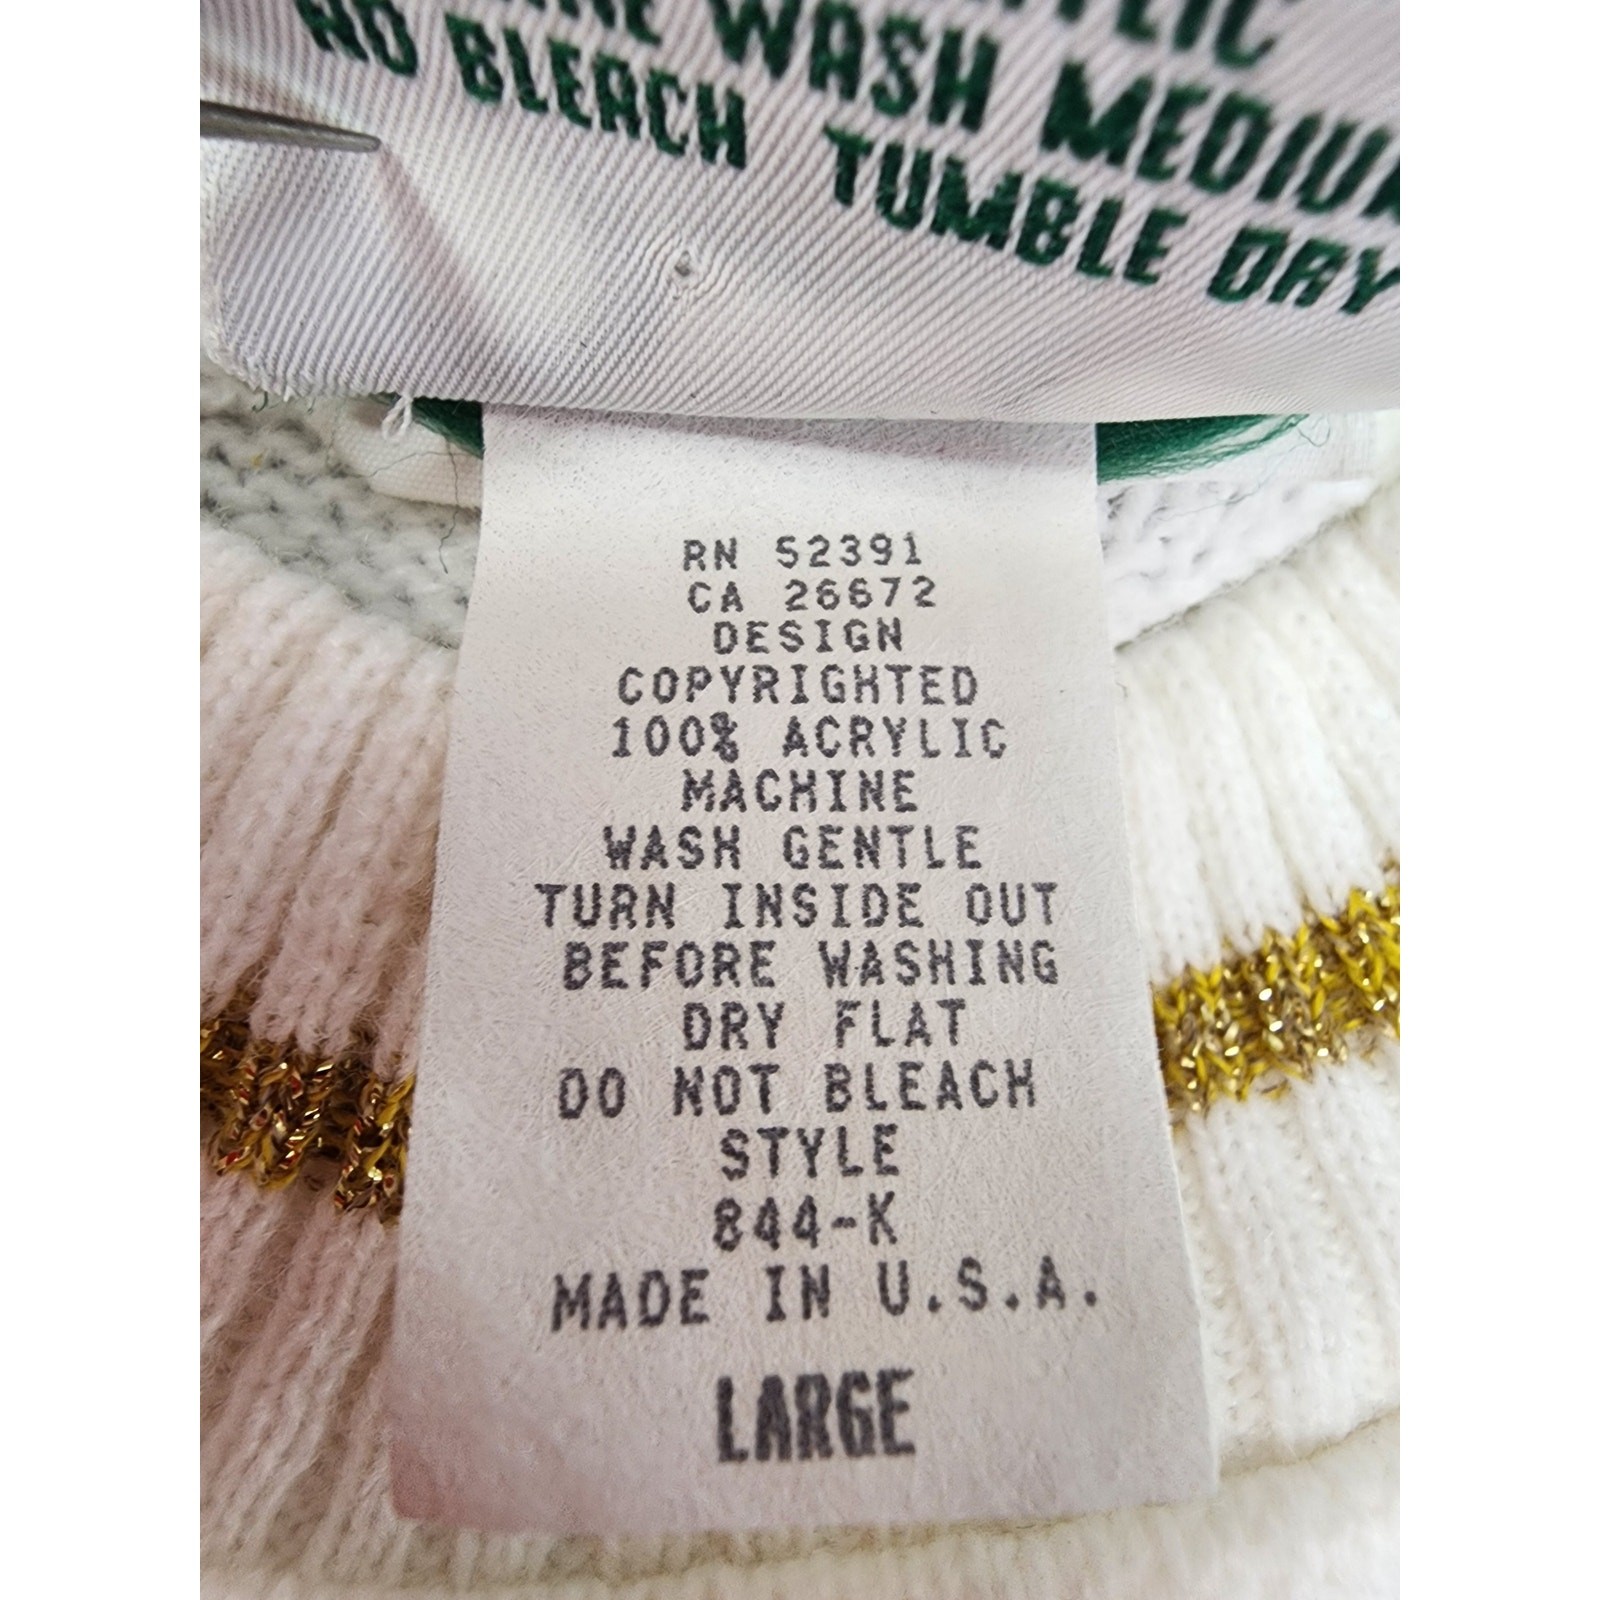 WASH MEDIUM
NO BLEACH TUMBLE DRY
RN 52391
CA 26672
DESIGN
COPYRIGHTED
100% ACRYLIC
MACHINE
WASH GENTLE
TURN INSIDE OUT
BEFORE WASHING
DRY FLAT
DO NOT BLEACH
STYLE
844-K
MADE IN U.S.A.
LARGE